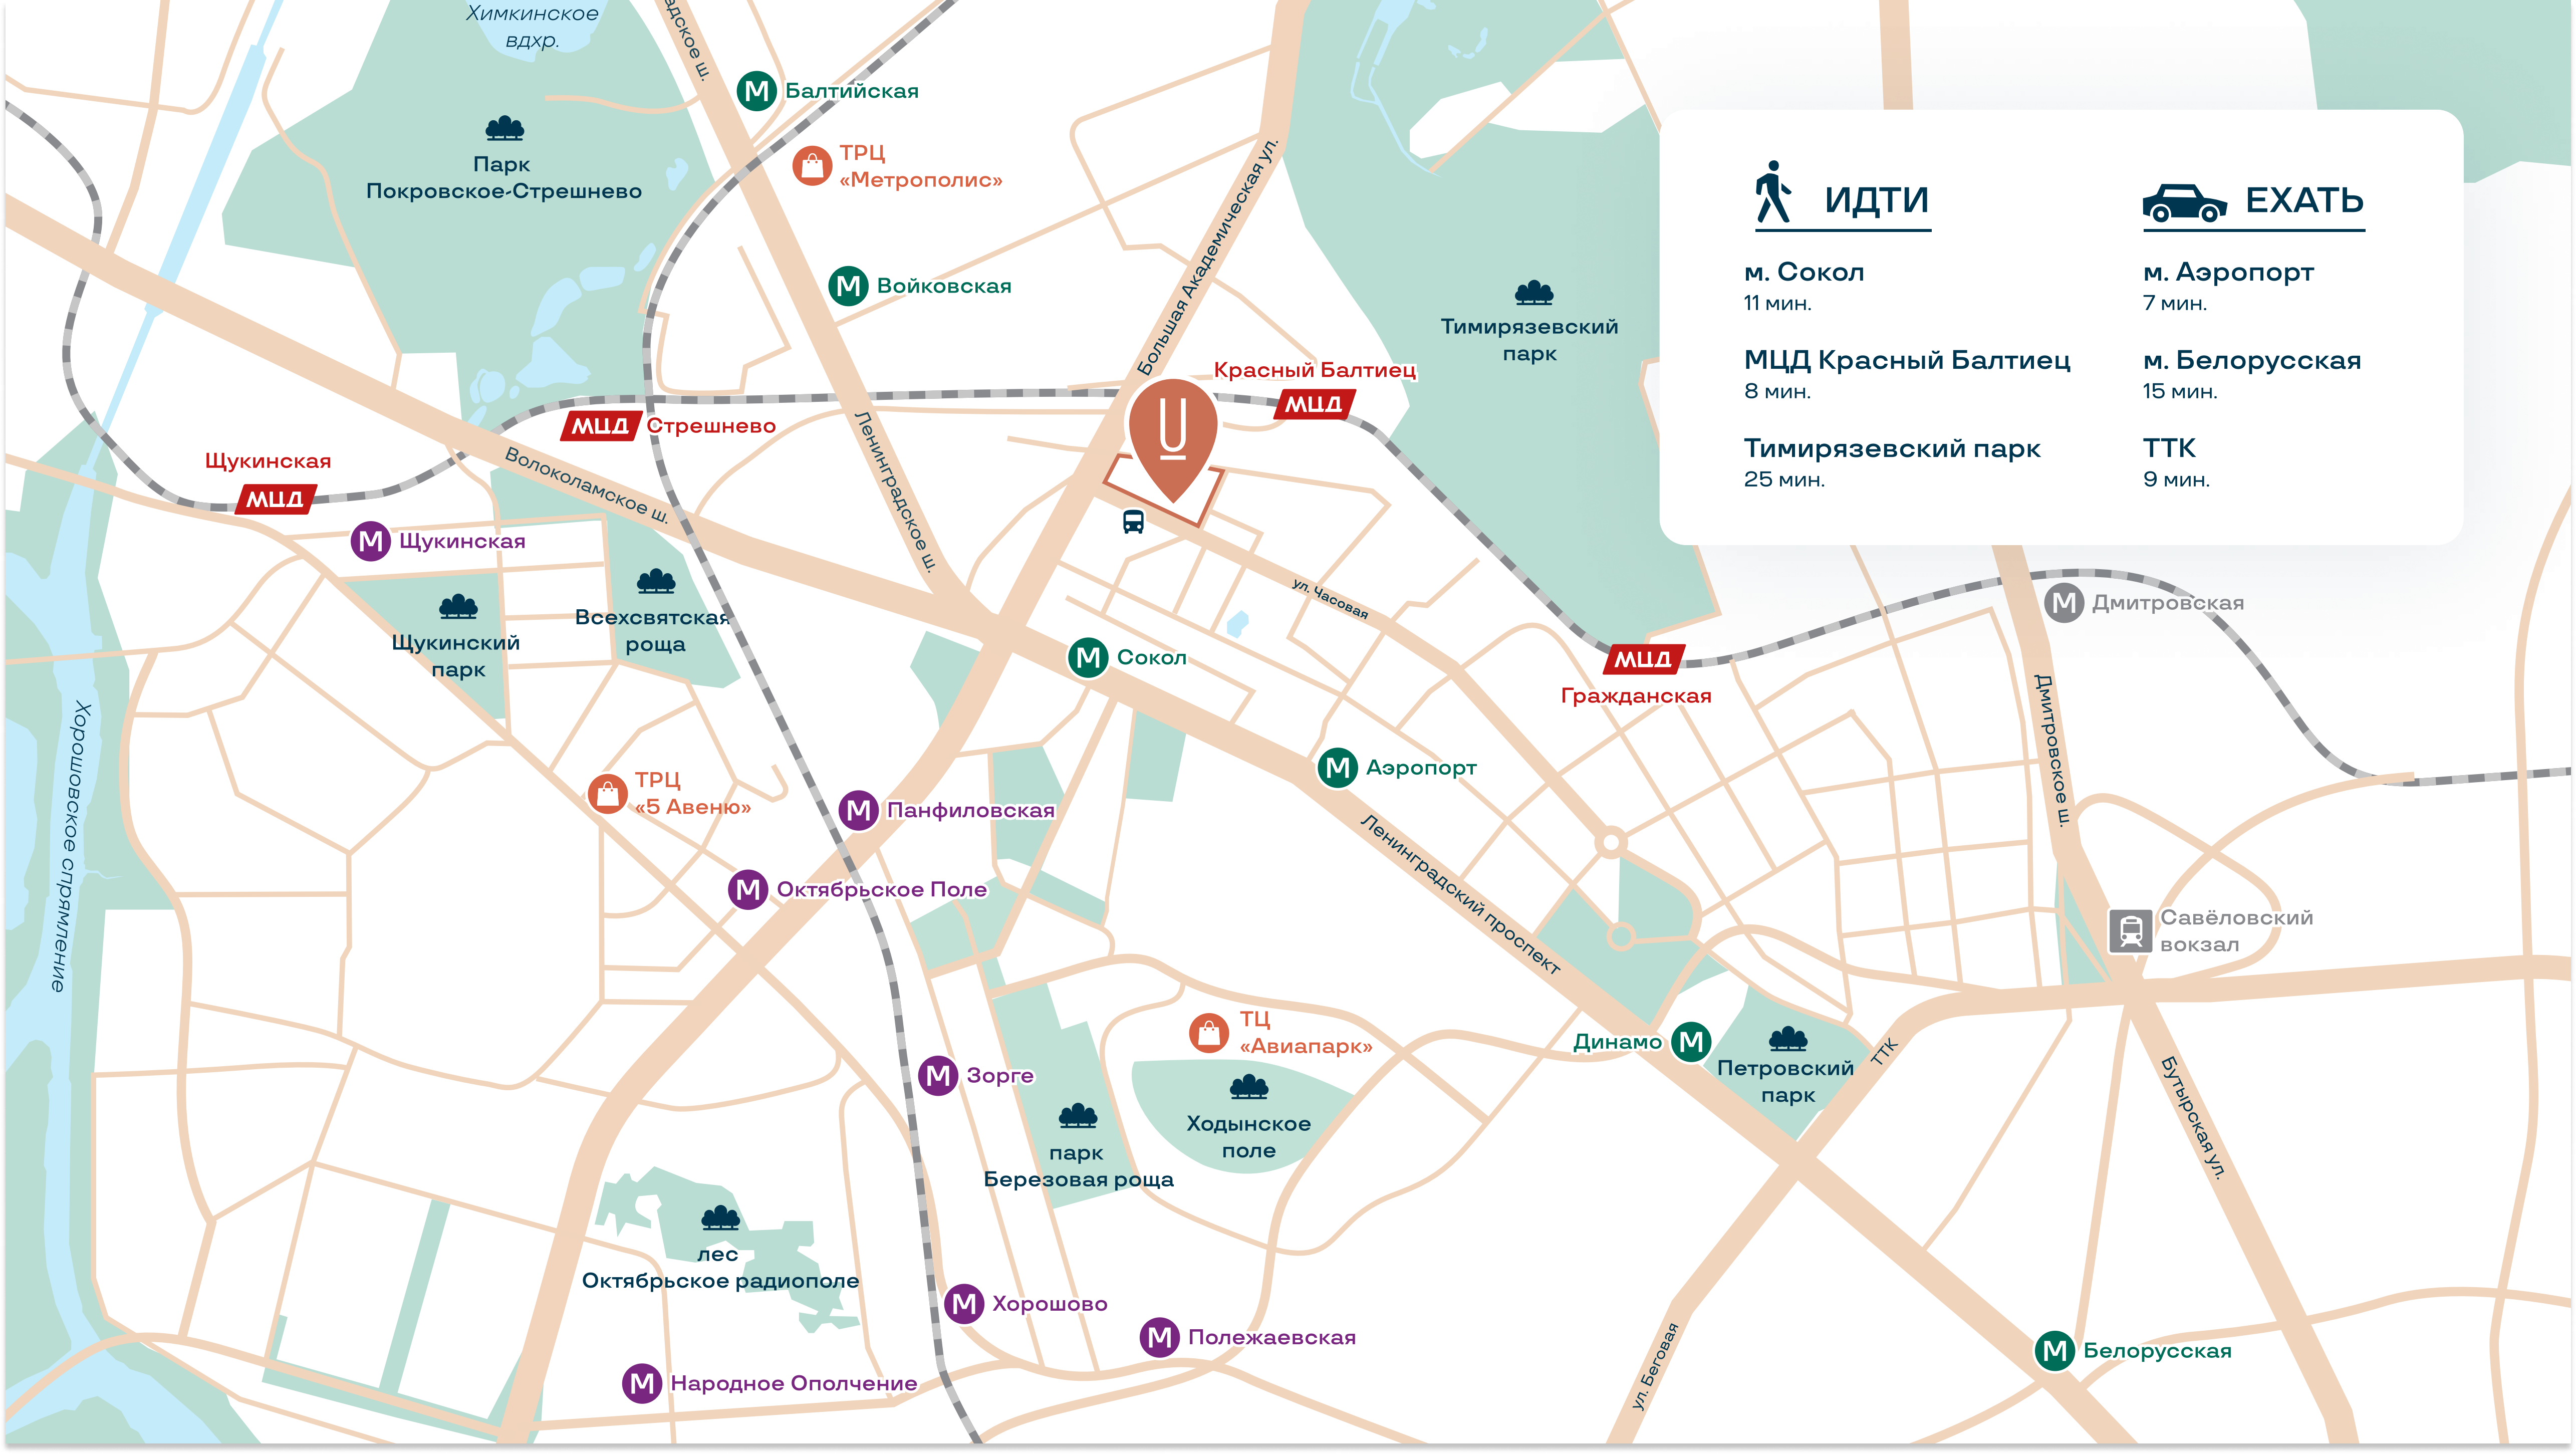 Химкинское
вдхр.
адское ш.
М Балтийская
ТРЦ
«Метрополис»
Парк
Покровское-Стрешнево
Большая Академическая ул.
М Войковская
Тимирязевский
парк
ИДТИ
м. Сокол
11 мин.
МЦД Красный Балтиец
8 мин.
Тимирязевский парк
25 мин.
ЕХАТЬ
м. Аэропорт
7 мин.
м. Белорусская
15 мин.
ТТК
9 мин.
Красный Балтиец
МЦД
U
МЦД Стрешнево
Ленинградское ш.
Щукинская
МЦД
Волоколамское ш.
М Щукинская
Всехсвятская
роща
Щукинский
парк
ул. Часовая
М Сокол
МЦД
Гражданская
М Дмитровская
Дмитровское ш.
Хорошовское спрямление
ТРЦ
«5 Авеню»
М Панфиловская
М Аэропорт
Ленинградский проспект
М Октябрьское Поле
Савёловский
вокзал
ТЦ
«Авиапарк»
Динамо М
Петровский
парк
ТТК
М Зорге
Ходынское
поле
парк
Березовая роща
Бутырская ул.
лес
Октябрьское радиополе
М Хорошово
М Полежаевская
М Народное Ополчение
ул. Беговая
М Белорусская